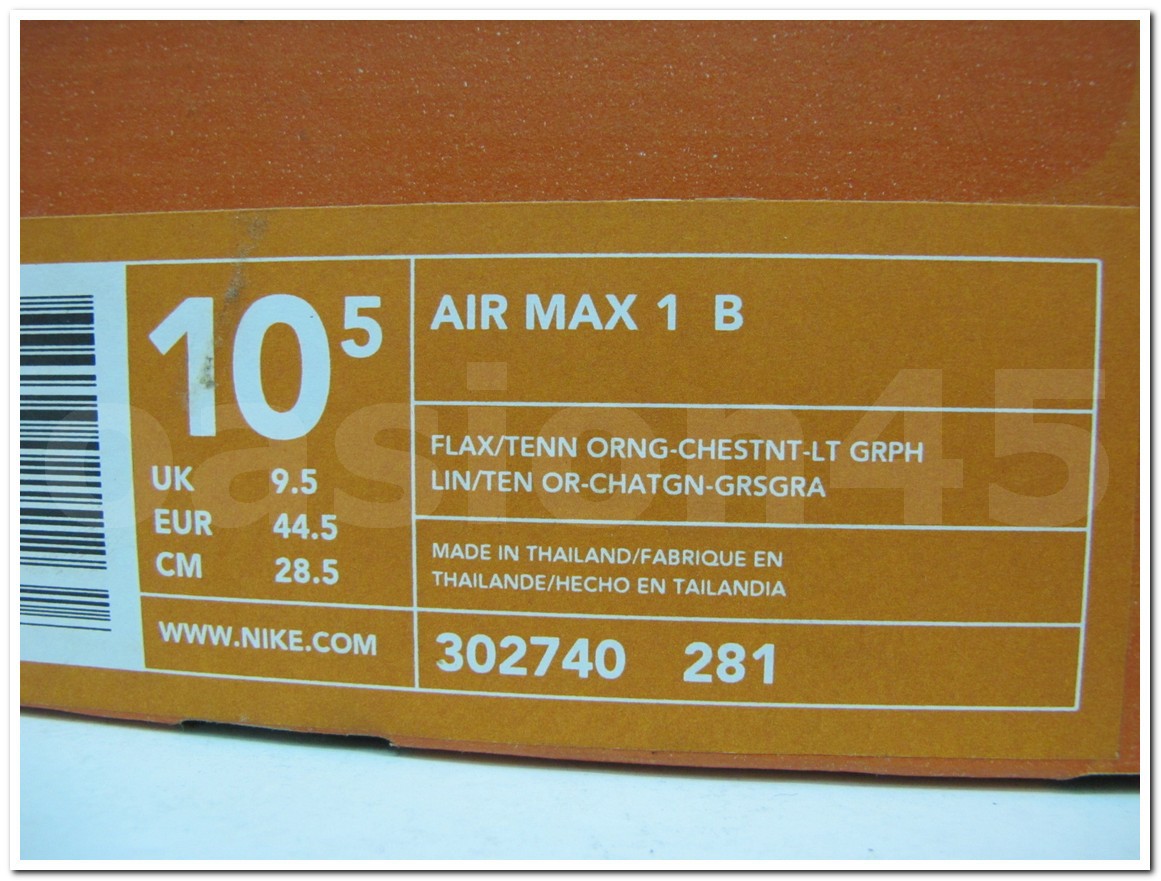 10 5
UK 9.5
EUR 44.5
CM 28.5
WWW.NIKE.COM
AIR MAX 1 B
FLAX/TENN ORNG-CHESTNT-LT GRPH
LIN/TEN OR-CHATGN-GRSGRA
MADE IN THAILAND/FABRIQUE EN
THAILANDE/HECHO EN TAILANDIA
302740 281
oasion45